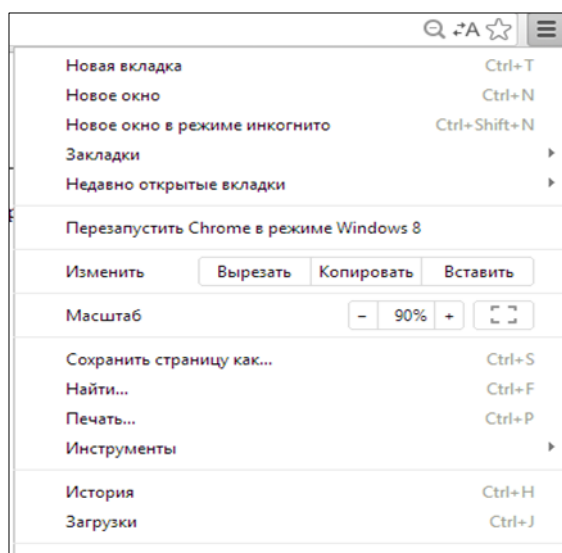 Новая вкладка Ctrl+T
Новое окно Ctrl+N
Новое окно в режиме инкогнито Ctrl+Shift+N
Закладки
Недавно открытые вкладки
Перезапустить Chrome в режиме Windows 8
Изменить Вырезать Копировать Вставить
Масштаб - 90% +
Сохранить страницу как... Ctrl+S
Найти... Ctrl+F
Печать... Ctrl+P
Инструменты
История Ctrl+H
Загрузки Ctrl+J